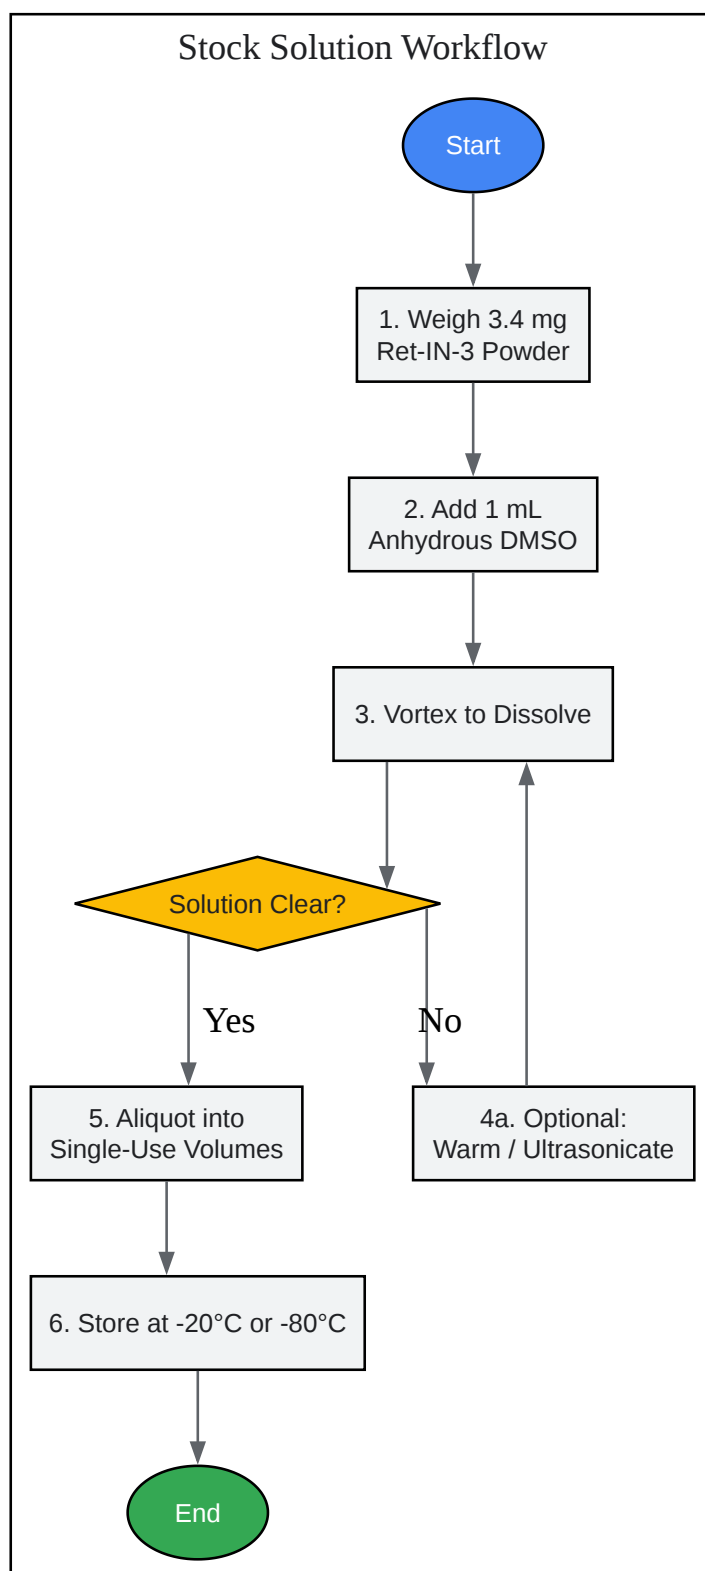 Stock Solution Workflow
Start
1. Weigh 3.4 mg
Ret-IN-3 Powder
2. Add 1 mL
Anhydrous DMSO
3. Vortex to Dissolve
Solution Clear?
Yes
No
5. Aliquot into
Single-Use Volumes
4a. Optional:
Warm / Ultrasonicate
6. Store at -20°C or -80°C
End